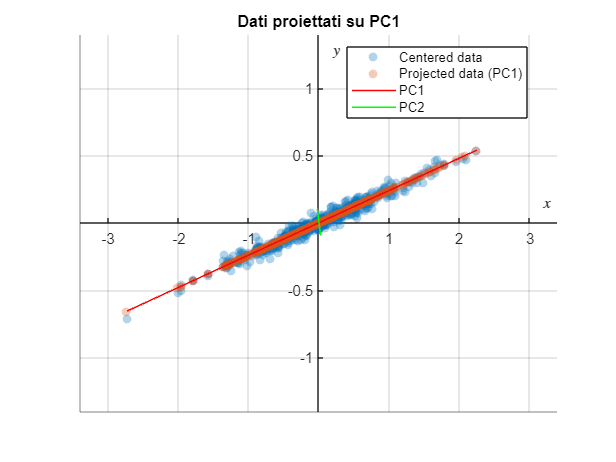 Dati proiettati su PC1
y
Centered data
Projected data (PC1)
PC1
PC2
1
0.5
x
-3
-2
-1
1
2
3
-0.5
-1